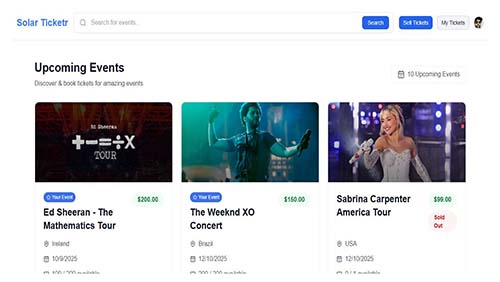 Solar Ticketr
Search for events...
Search
Sell Tickets
My Tickets
Upcoming Events
Discover & book tickets for amazing events
10 Upcoming Events
Ed Sheeran
+-=÷X
TOUR
Your Event
$200.00
Ed Sheeran - The
Mathematics Tour
Ireland
10/9/2025
Your Event
$150.00
The Weeknd XO
Concert
Brazil
12/10/2025
Sabrina Carpenter
America Tour
$99.00
Sold
Out
USA
12/10/2025